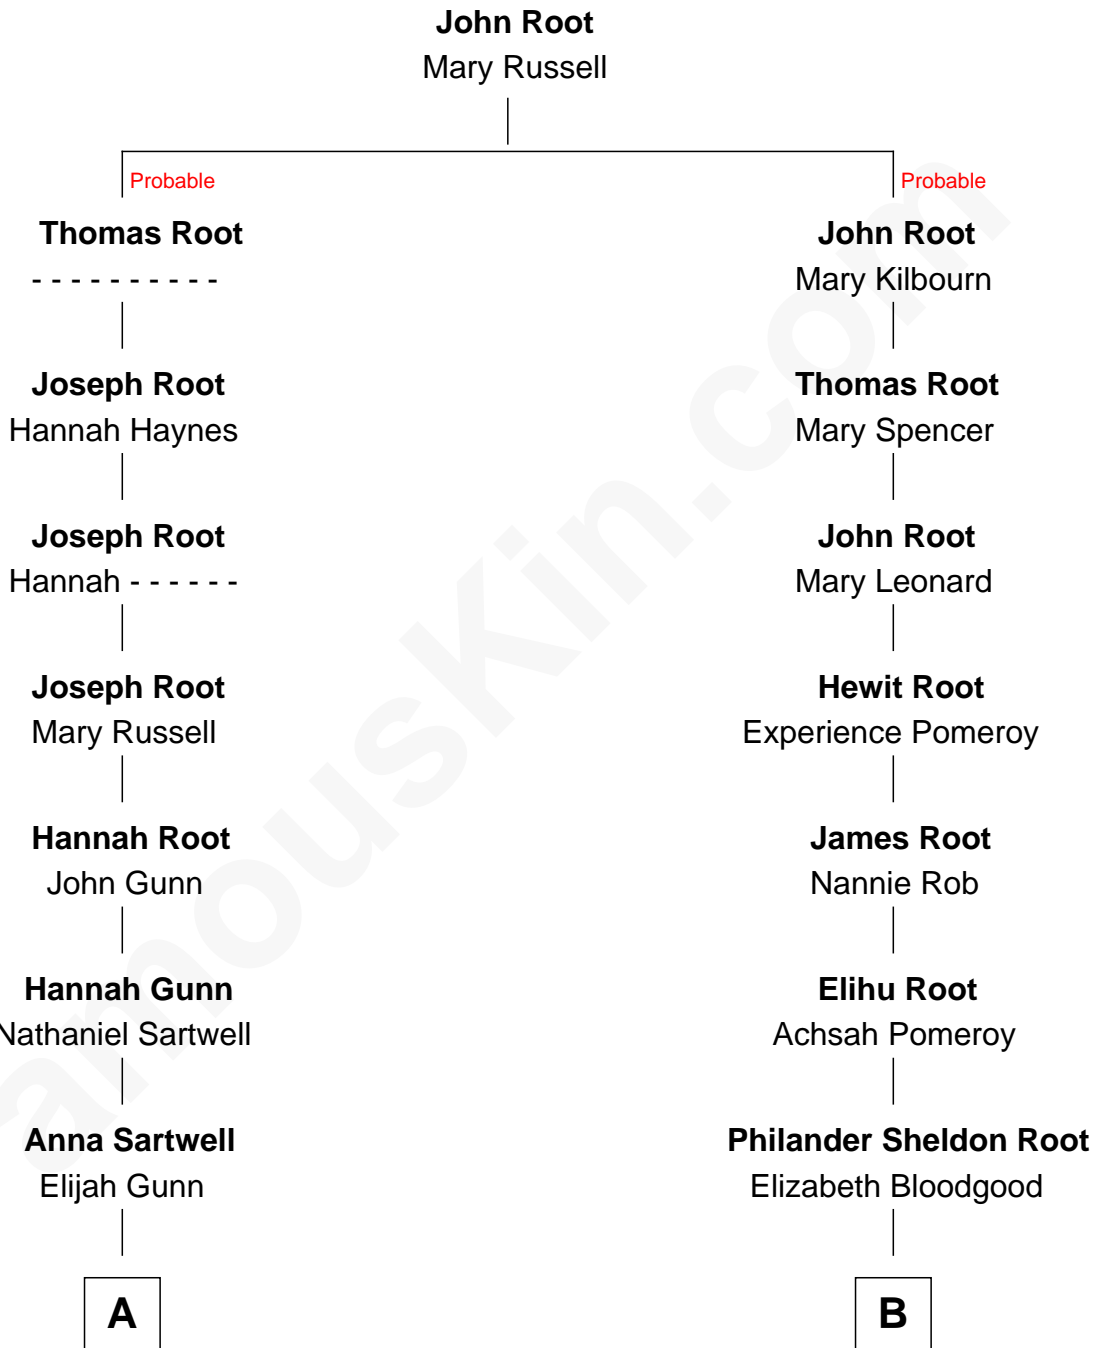 John Root
Mary Russell
Probable
Probable
Thomas Root
- - - - - - - - - -
John Root
Mary Kilbourn
Joseph Root
Hannah Haynes
Thomas Root
Mary Spencer
Joseph Root
Hannah - - - - - -
John Root
Mary Leonard
Joseph Root
Mary Russell
Hewit Root
Experience Pomeroy
Hannah Root
John Gunn
James Root
Nannie Rob
Hannah Gunn
Nathaniel Sartwell
Elihu Root
Achsah Pomeroy
Anna Sartwell
Elijah Gunn
Philander Sheldon Root
Elizabeth Bloodgood
A
B
amousKin.com